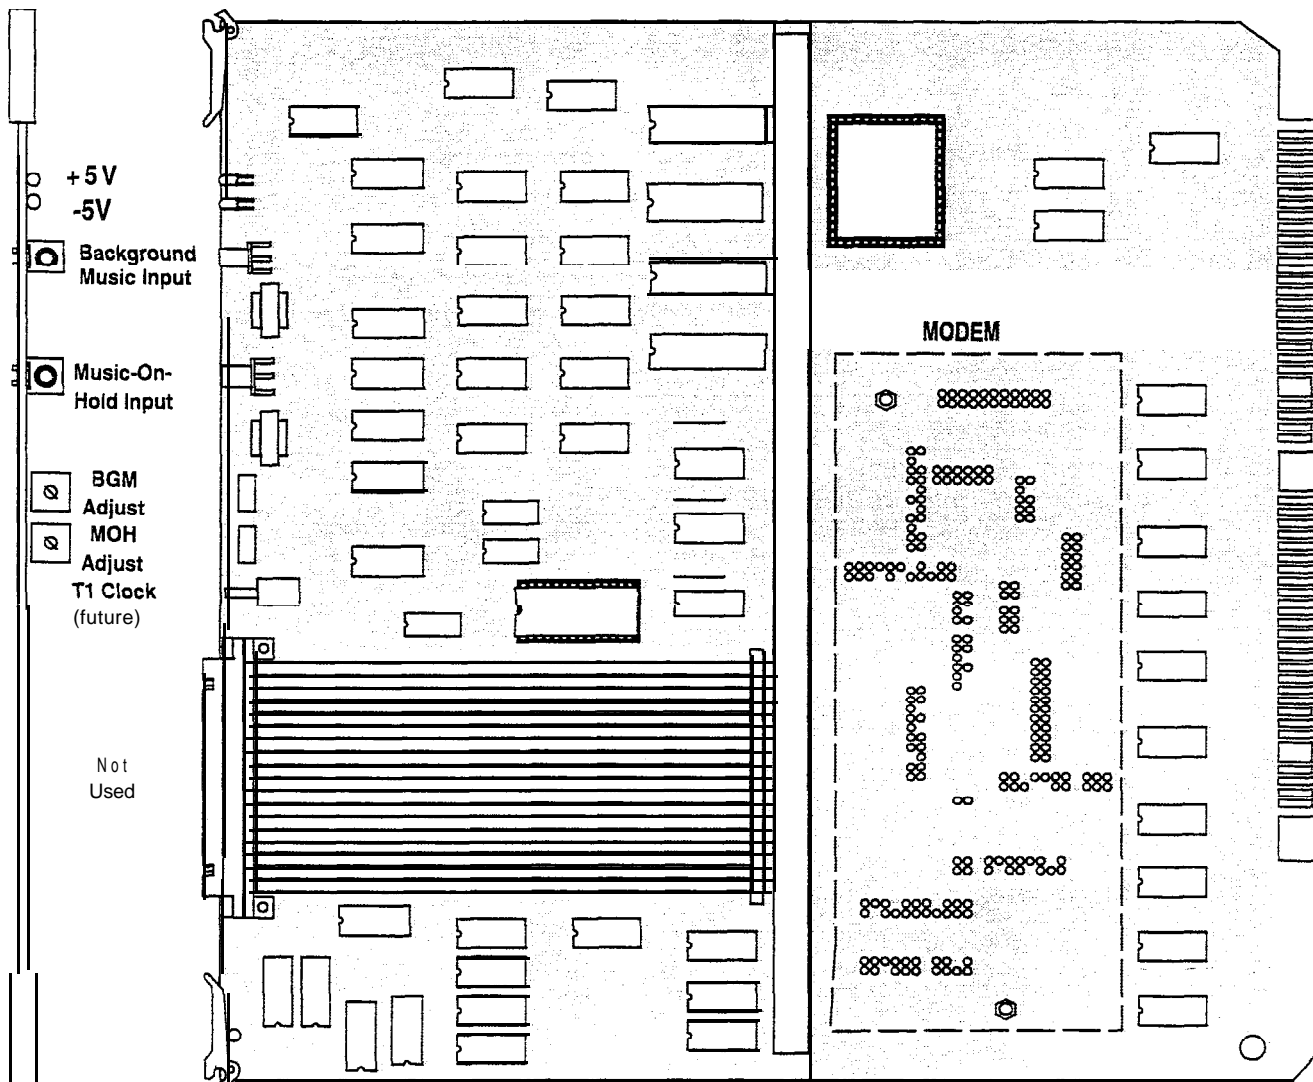 +5V
-5V
Background
Music Input
MODEM
Music-On-
Hold Input
BGM
Adjust
MOH
Adjust
T1 Clock
(future)
Not
Used